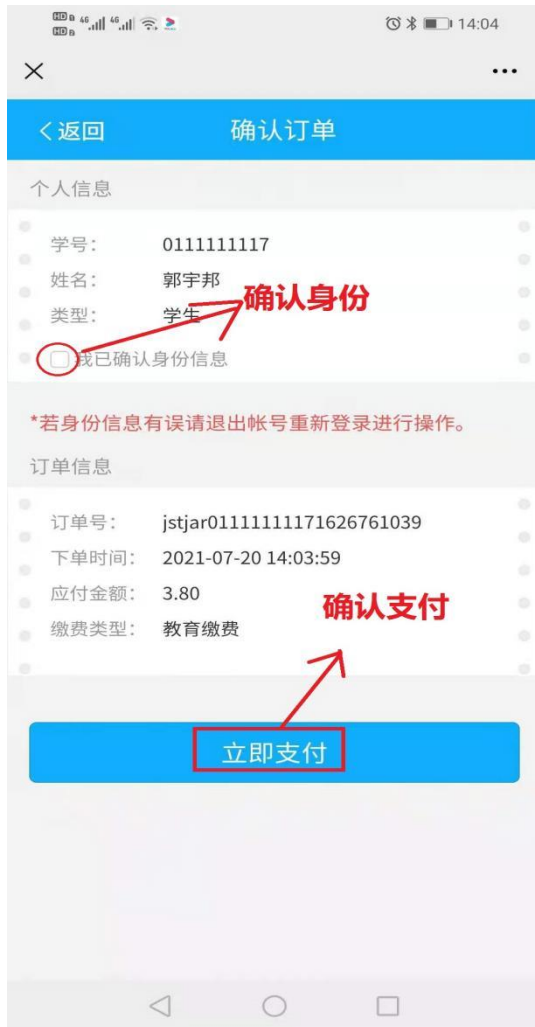 HD B 46 46 14:04
HD B
确认订单
<返回
个人信息
学号: 0111111117
姓名: 郭宇邦
确认身份
类型: 学生
我已确认身份信息
*若身份信息有误请退出帐号重新登录进行操作。
订单信息
订单号: jstjar01111111171626761039
下单时间: 2021-07-20 14:03:59
应付金额: 3.80
确认支付
缴费类型: 教育缴费
立即支付